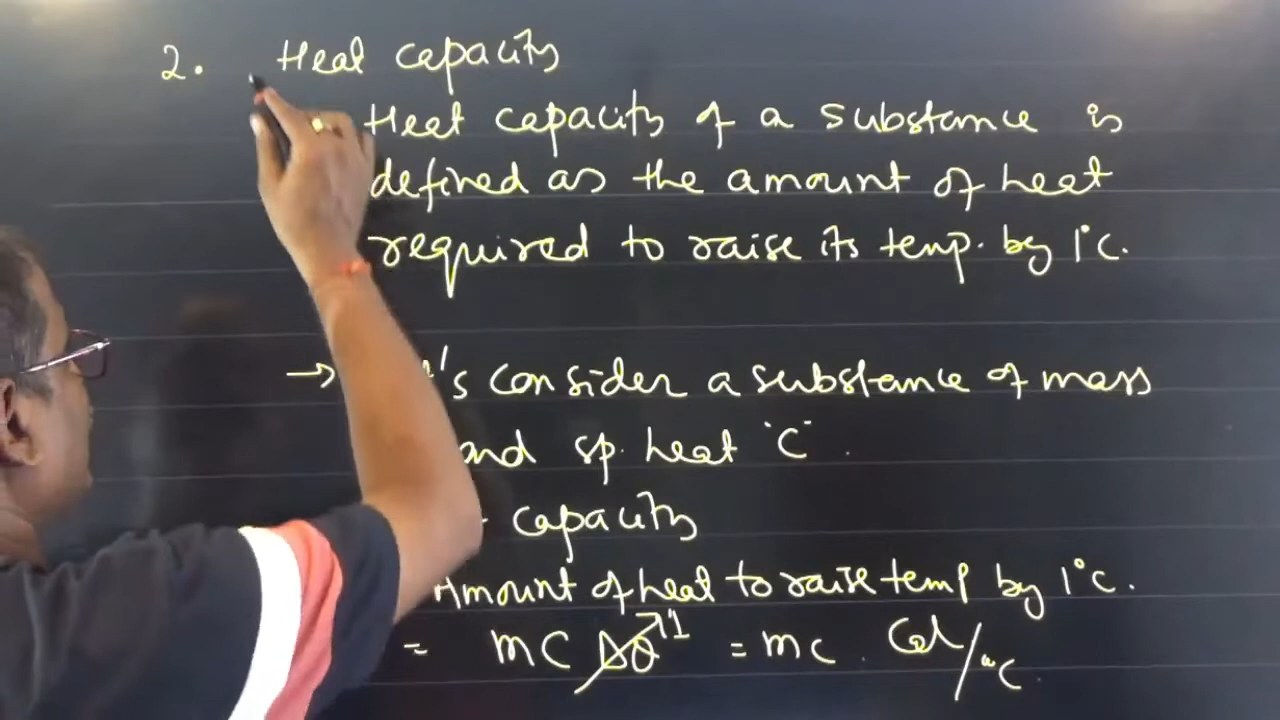 2. Heat capacity
Heat capacity of a substance is
defined as the amount of heat
required to raise its temp. by 1°C.
→ 's consider a substance of mass
and sp. heat 'C'.
capacity
Amount of heat to raise temp by 1°C.
= mC Δθ 1 = mc. Cal/°C